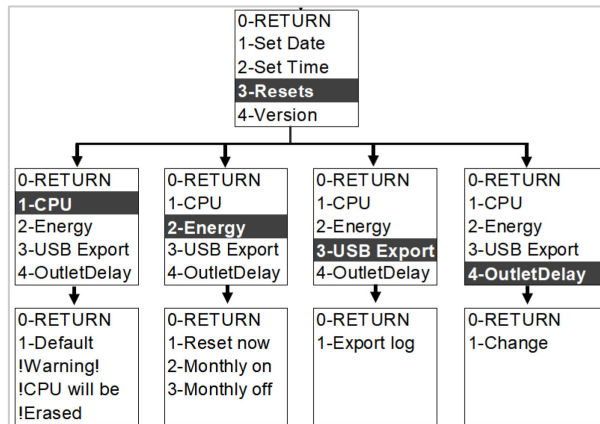 0-RETURN
1-Set Date
2-Set Time
3-Resets
4-Version
0-RETURN
1-CPU
2-Energy
3-USB Export
4-OutletDelay
0-RETURN
1-CPU
2-Energy
3-USB Export
4-OutletDelay
0-RETURN
1-CPU
2-Energy
3-USB Export
4-OutletDelay
0-RETURN
1-CPU
2-Energy
3-USB Export
4-OutletDelay
0-RETURN
1-Default
!Warning!
!CPU will be
!Erased
0-RETURN
1-Reset now
2-Monthly on
3-Monthly off
0-RETURN
1-Export log
0-RETURN
1-Change